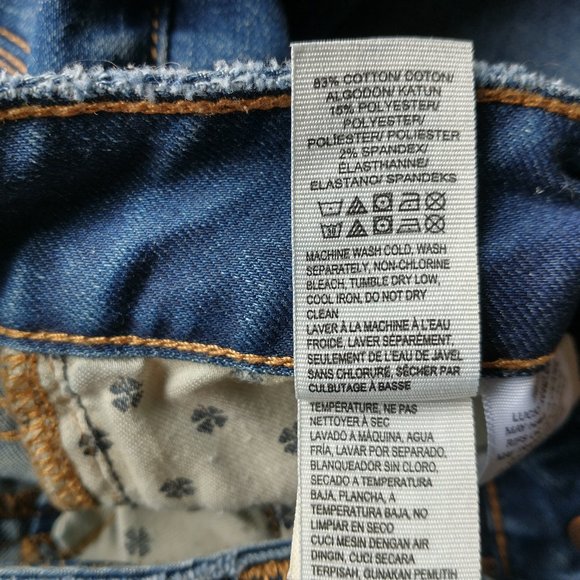 83% COTTON/ COTON/
ALGODÓN/ KATUN
15% POLYESTER/
POLYESTER/
POLIÉSTER/ POLIESTER
2% SPANDEX/
ÉLASTHANNE/
ELASTANO/ SPANDEKS
MACHINE WASH COLD, WASH
SEPARATELY, NON-CHLORINE
BLEACH, TUMBLE DRY LOW,
COOL IRON, DO NOT DRY
CLEAN
LAVER À LA MACHINE À L'EAU
FROIDE, LAVER SÉPARÉMENT,
SEULEMENT DE L'EAU DE JAVEL
SANS CHLORURE, SÉCHER PAR
CULBUTAGE À BASSE
TEMPÉRATURE, NE PAS
NETTOYER À SEC
LAVADO A MÁQUINA, AGUA
FRÍA, LAVAR POR SEPARADO,
BLANQUEADOR SIN CLORO,
SECADO A TEMPERATURA
BAJA, PLANCHA, A
TEMPERATURA BAJA, NO
LIMPIAR EN SECO
CUCI MESIN DENGAN AIR
DINGIN, CUCI SECARA
TERPISAH, GUNAKAN PEMUTIH
LUCK
MAY